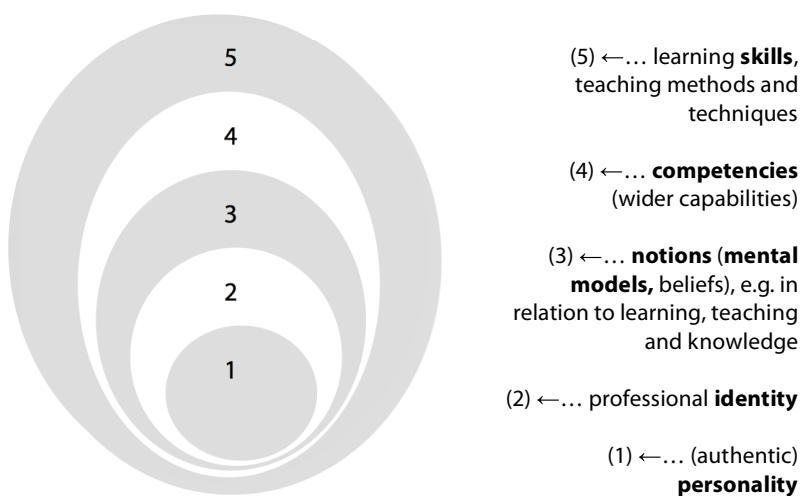 5
4
3
2
1
(5) ←… learning skills,
teaching methods and
techniques
(4) ←… competencies
(wider capabilities)
(3) ←… notions (mental
models, beliefs), e.g. in
relation to learning, teaching
and knowledge
(2) ←… professional identity
(1) ←… (authentic)
personality